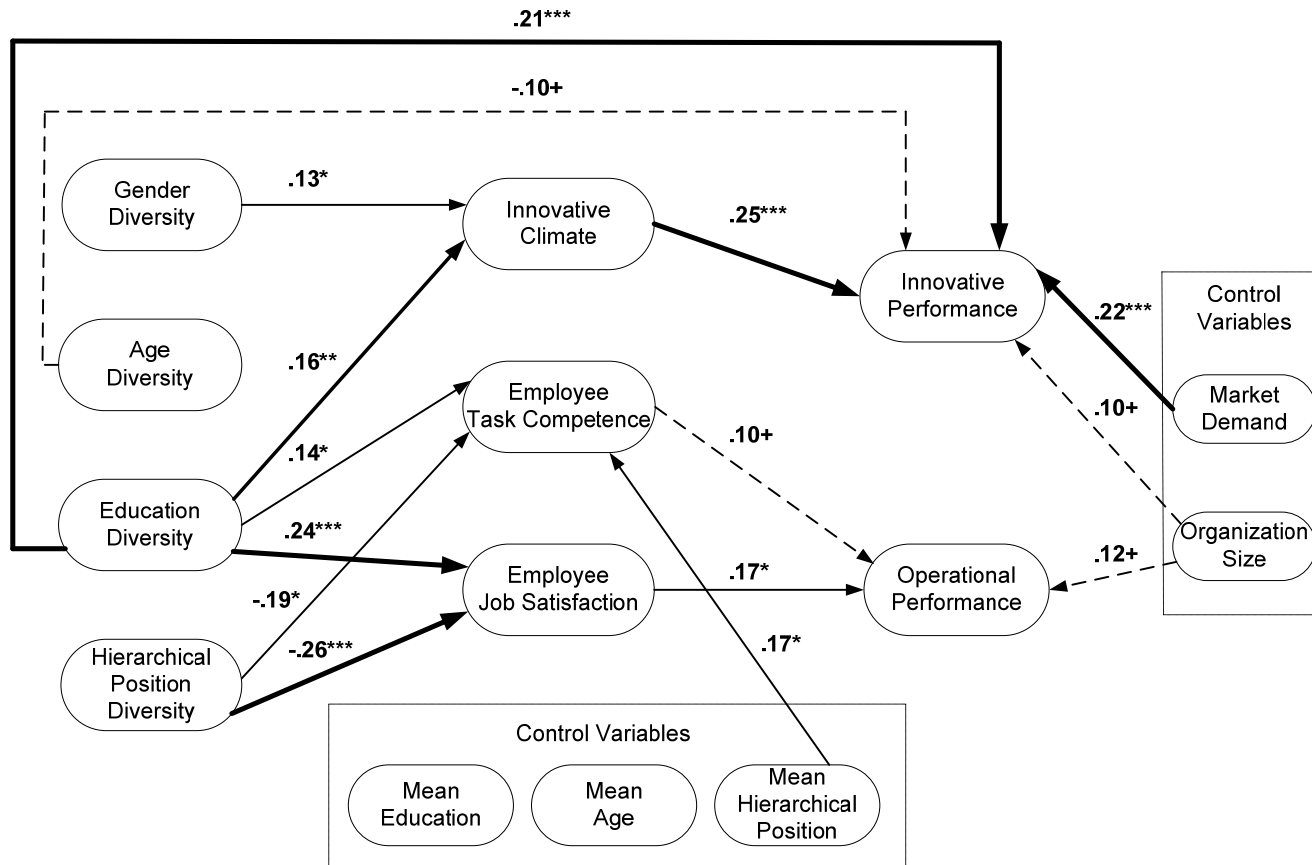 .21***
-.10+
Gender
Diversity
.13*
Innovative
Climate
.25***
Innovative
Performance
Control
Variables
.22***
Market
Demand
Age
Diversity
.16**
Employee
Task Competence
.10+
.10+
.14*
Education
Diversity
.24***
Employee
Job Satisfaction
.17*
Operational
Performance
.12+
Organization
Size
-.19*
-.26***
.17*
Hierarchical
Position
Diversity
Control Variables
Mean
Education
Mean
Age
Mean
Hierarchical
Position